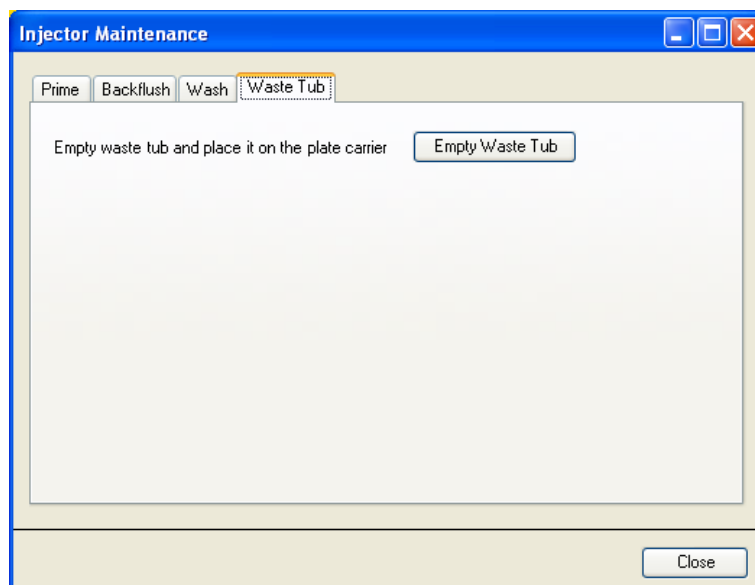 Injector Maintenance
Prime Backflush Wash Waste Tub
Empty waste tub and place it on the plate carrier Empty Waste Tub
Close